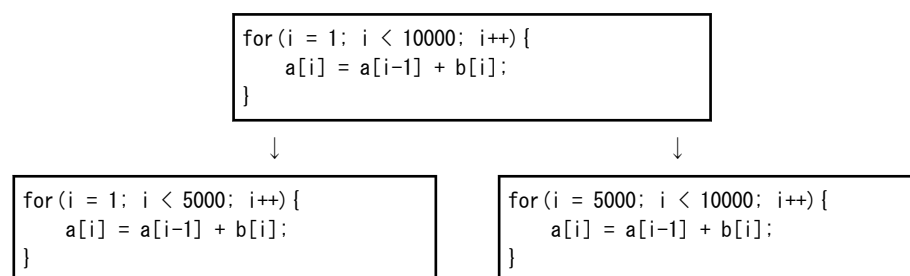 for(i = 1; i < 10000; i++){
    a[i] = a[i-1] + b[i];
}
↓ ↓
for(i = 1; i < 5000; i++){
    a[i] = a[i-1] + b[i];
}
for(i = 5000; i < 10000; i++){
    a[i] = a[i-1] + b[i];
}